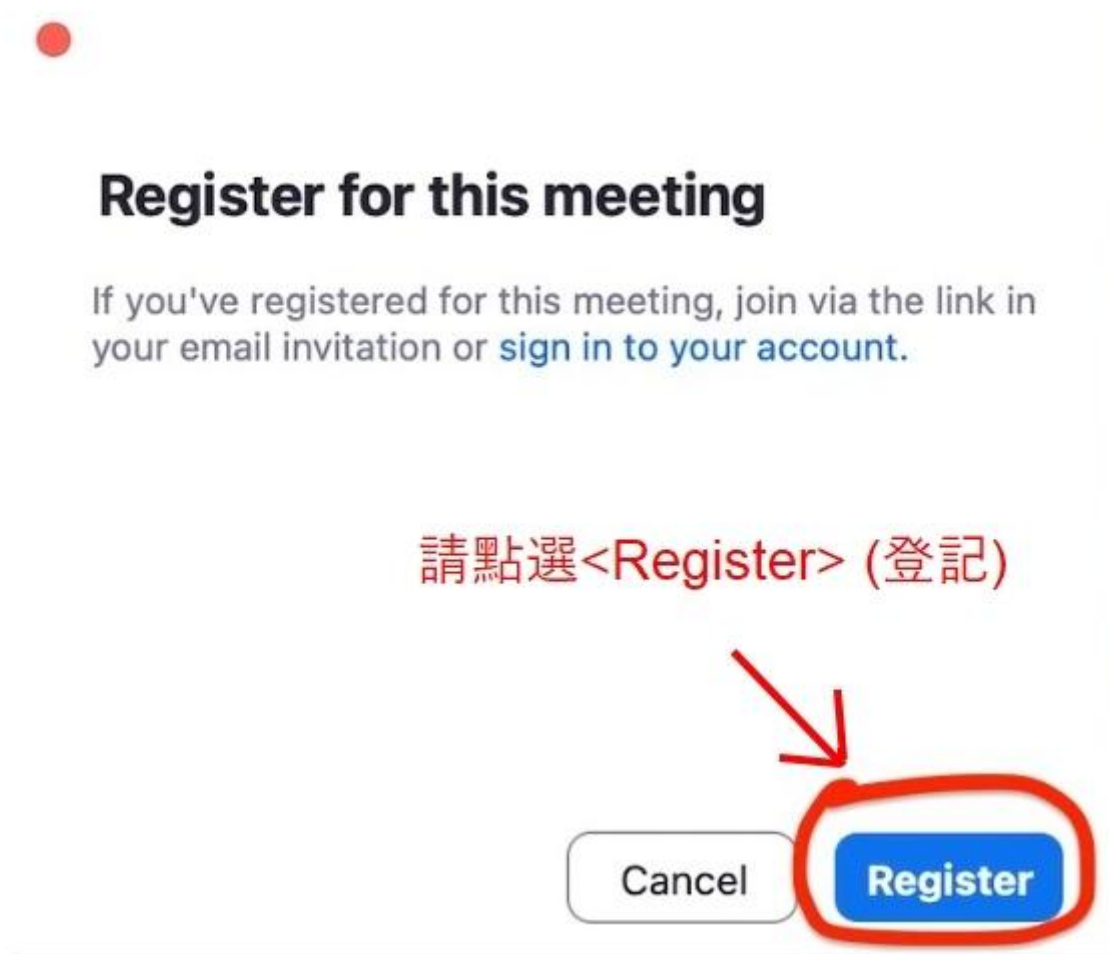 Register for this meeting
If you've registered for this meeting, join via the link in
your email invitation or sign in to your account.
請點選<Register> (登記)
Cancel
Register